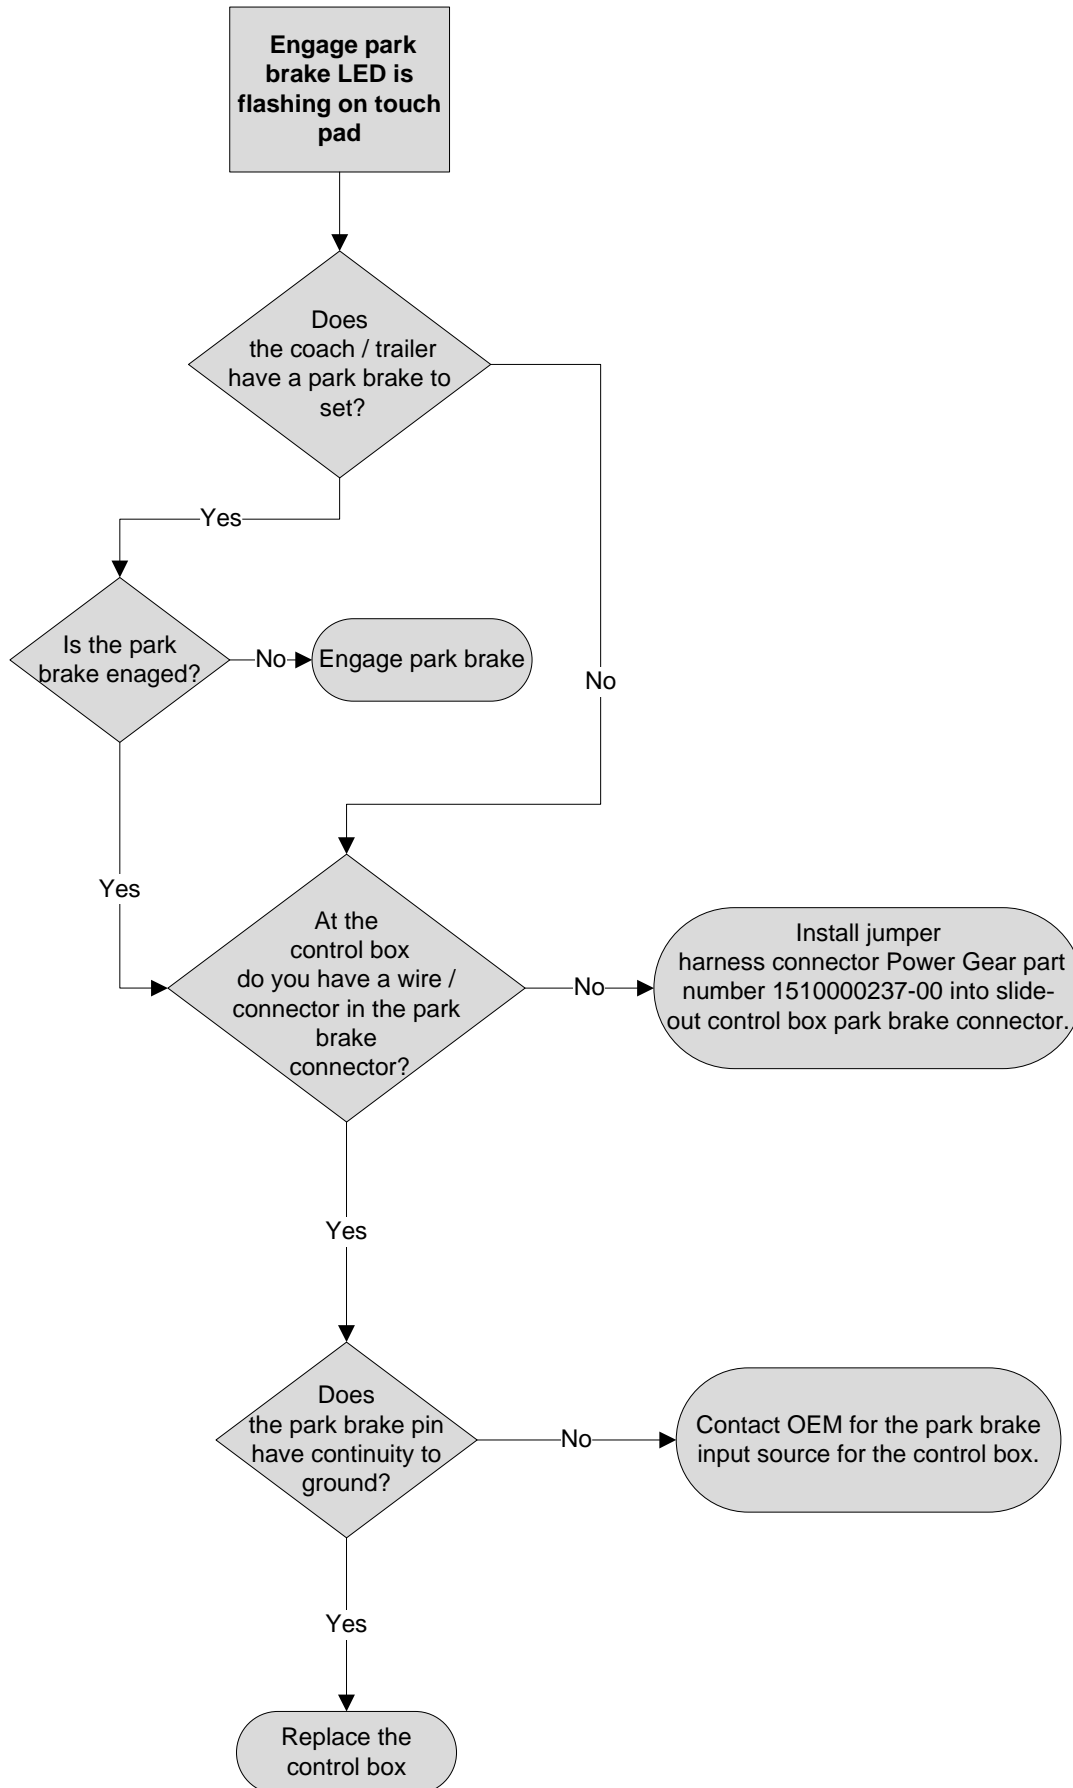 Engage park
brake LED is
flashing on touch
pad
Does
the coach / trailer
have a park brake to
set?
Yes
No
Is the park
brake enaged?
No
Engage park brake
Yes
At the
control box
do you have a wire /
connector in the park
brake
connector?
No
Install jumper
harness connector Power Gear part
number 1510000237-00 into slide-
out control box park brake connector.
Yes
Does
the park brake pin
have continuity to
ground?
No
Contact OEM for the park brake
input source for the control box.
Yes
Replace the
control box